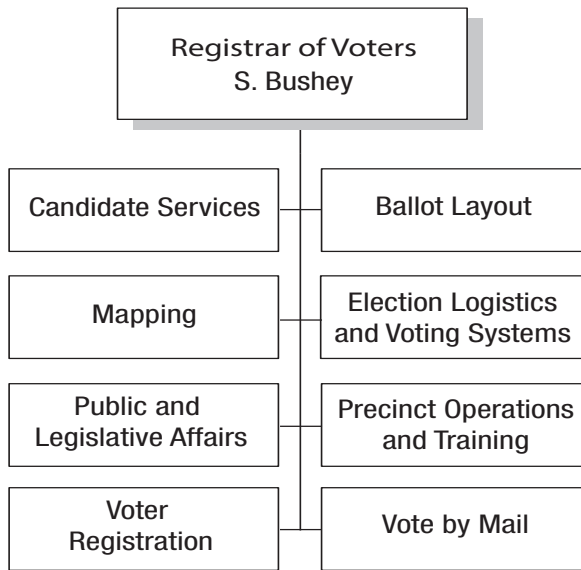 Registrar of Voters
S. Bushey
Candidate Services
Ballot Layout
Mapping
Election Logistics
and Voting Systems
Public and
Legislative Affairs
Precinct Operations
and Training
Voter
Registration
Vote by Mail